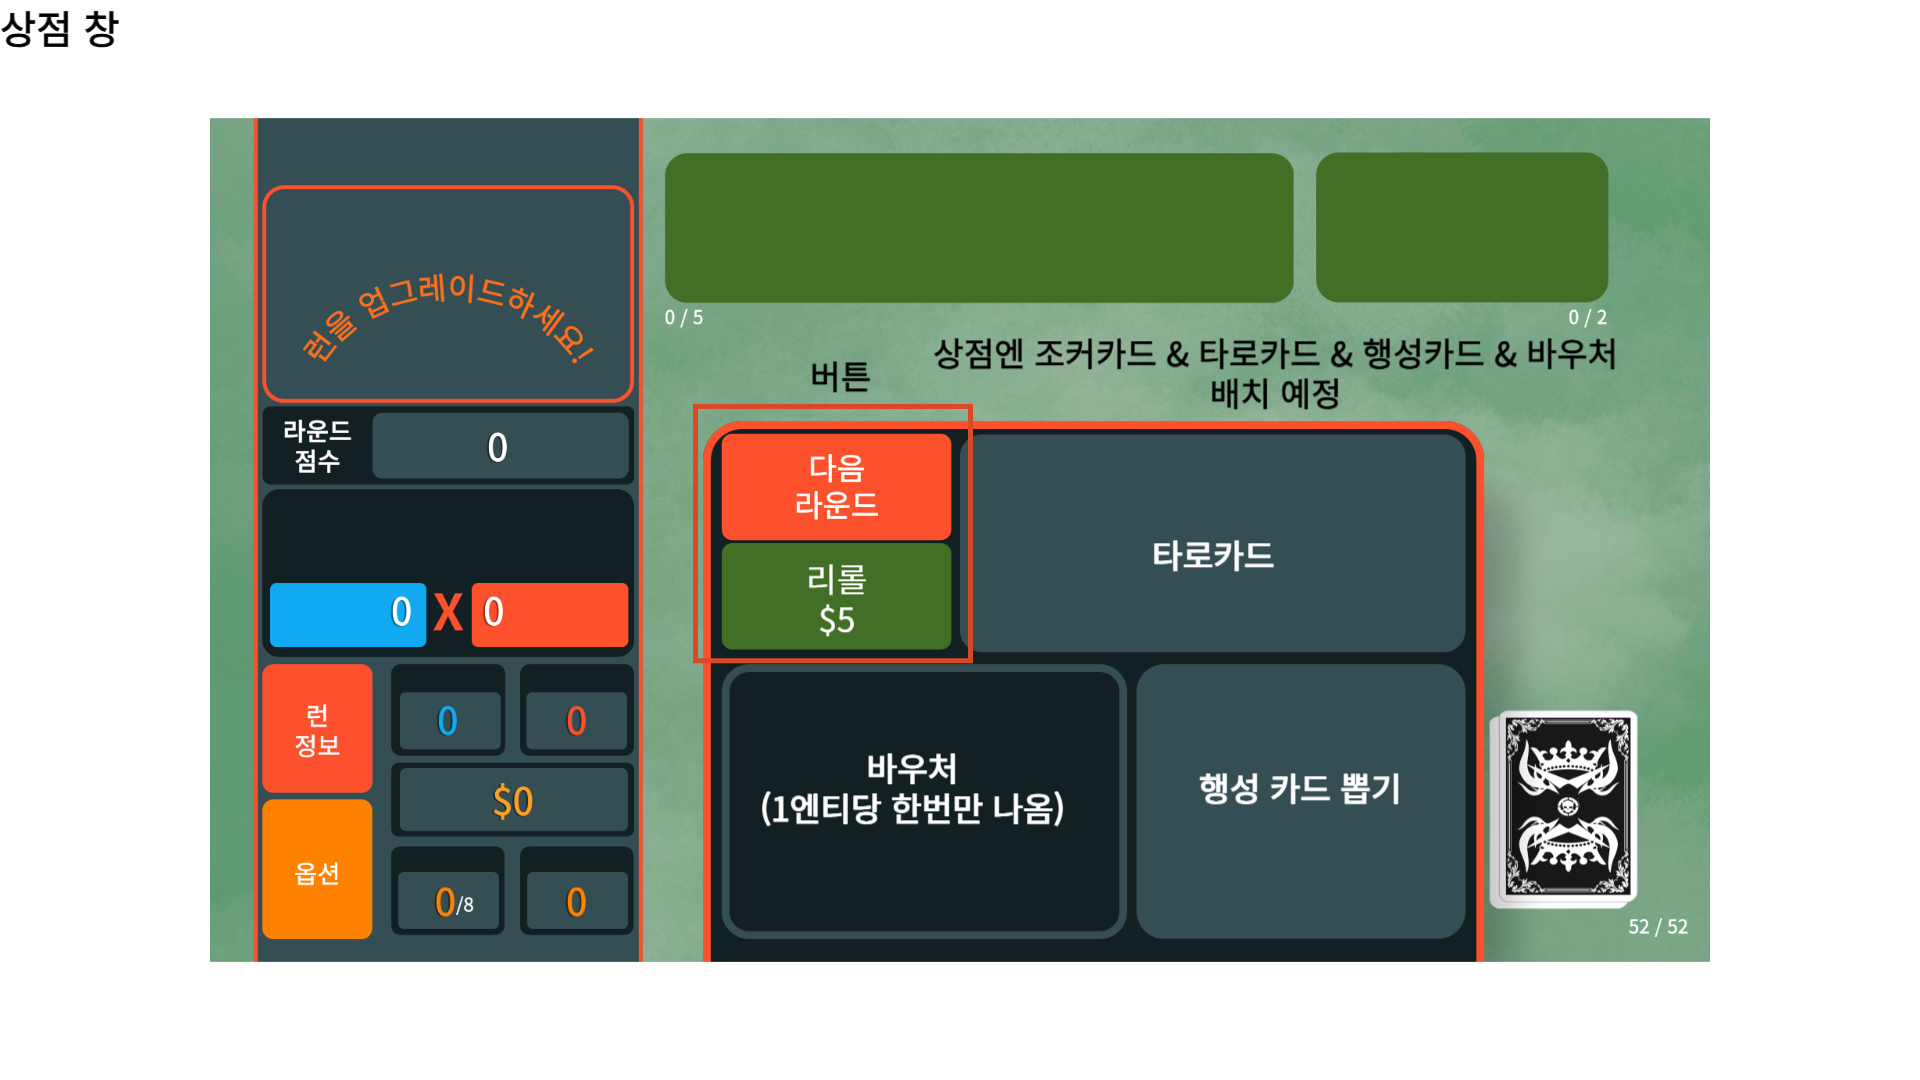 상점 창
런을 업그레이드하세요!
라운드
점수
0
0 X 0
런
정보
옵션
0
0
$0
0/8
0
0 / 5
0 / 2
버튼
상점엔 조커카드 & 타로카드 & 행성카드 & 바우처
배치 예정
다음
라운드
리롤
$5
타로카드
바우처
(1엔티당 한번만 나옴)
행성 카드 뽑기
52 / 52